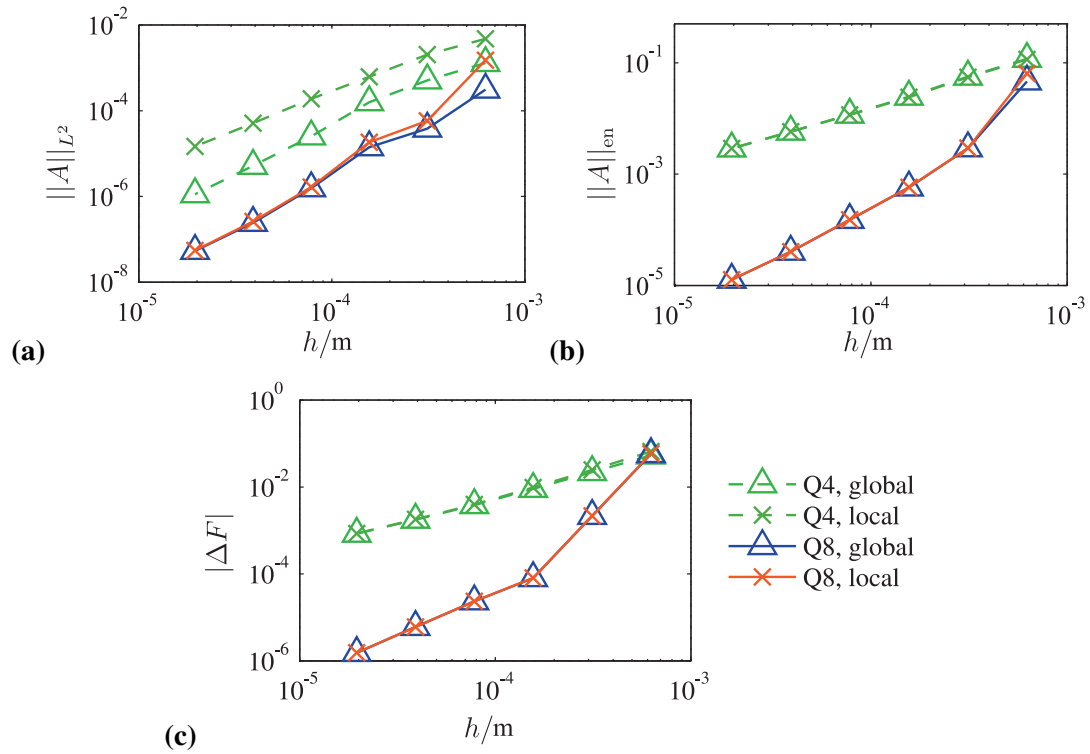 10^-2
10^-4
10^-6
10^-8
||A||_{L^2}
10^-5
10^-4
10^-3
h/m
(a)
10^-1
10^-3
10^-5
||A||_en
10^-5
10^-4
10^-3
h/m
(b)
10^0
10^-2
10^-4
10^-6
|ΔF|
10^-5
10^-4
10^-3
h/m
(c)
Q4, global
Q4, local
Q8, global
Q8, local